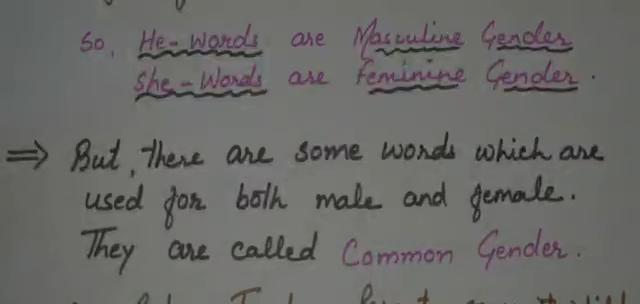 So, He-Words are Masculine Gender
She-Words are Feminine Gender.
⇒ But, there are some words which are
used for both male and female.
They are called Common Gender.